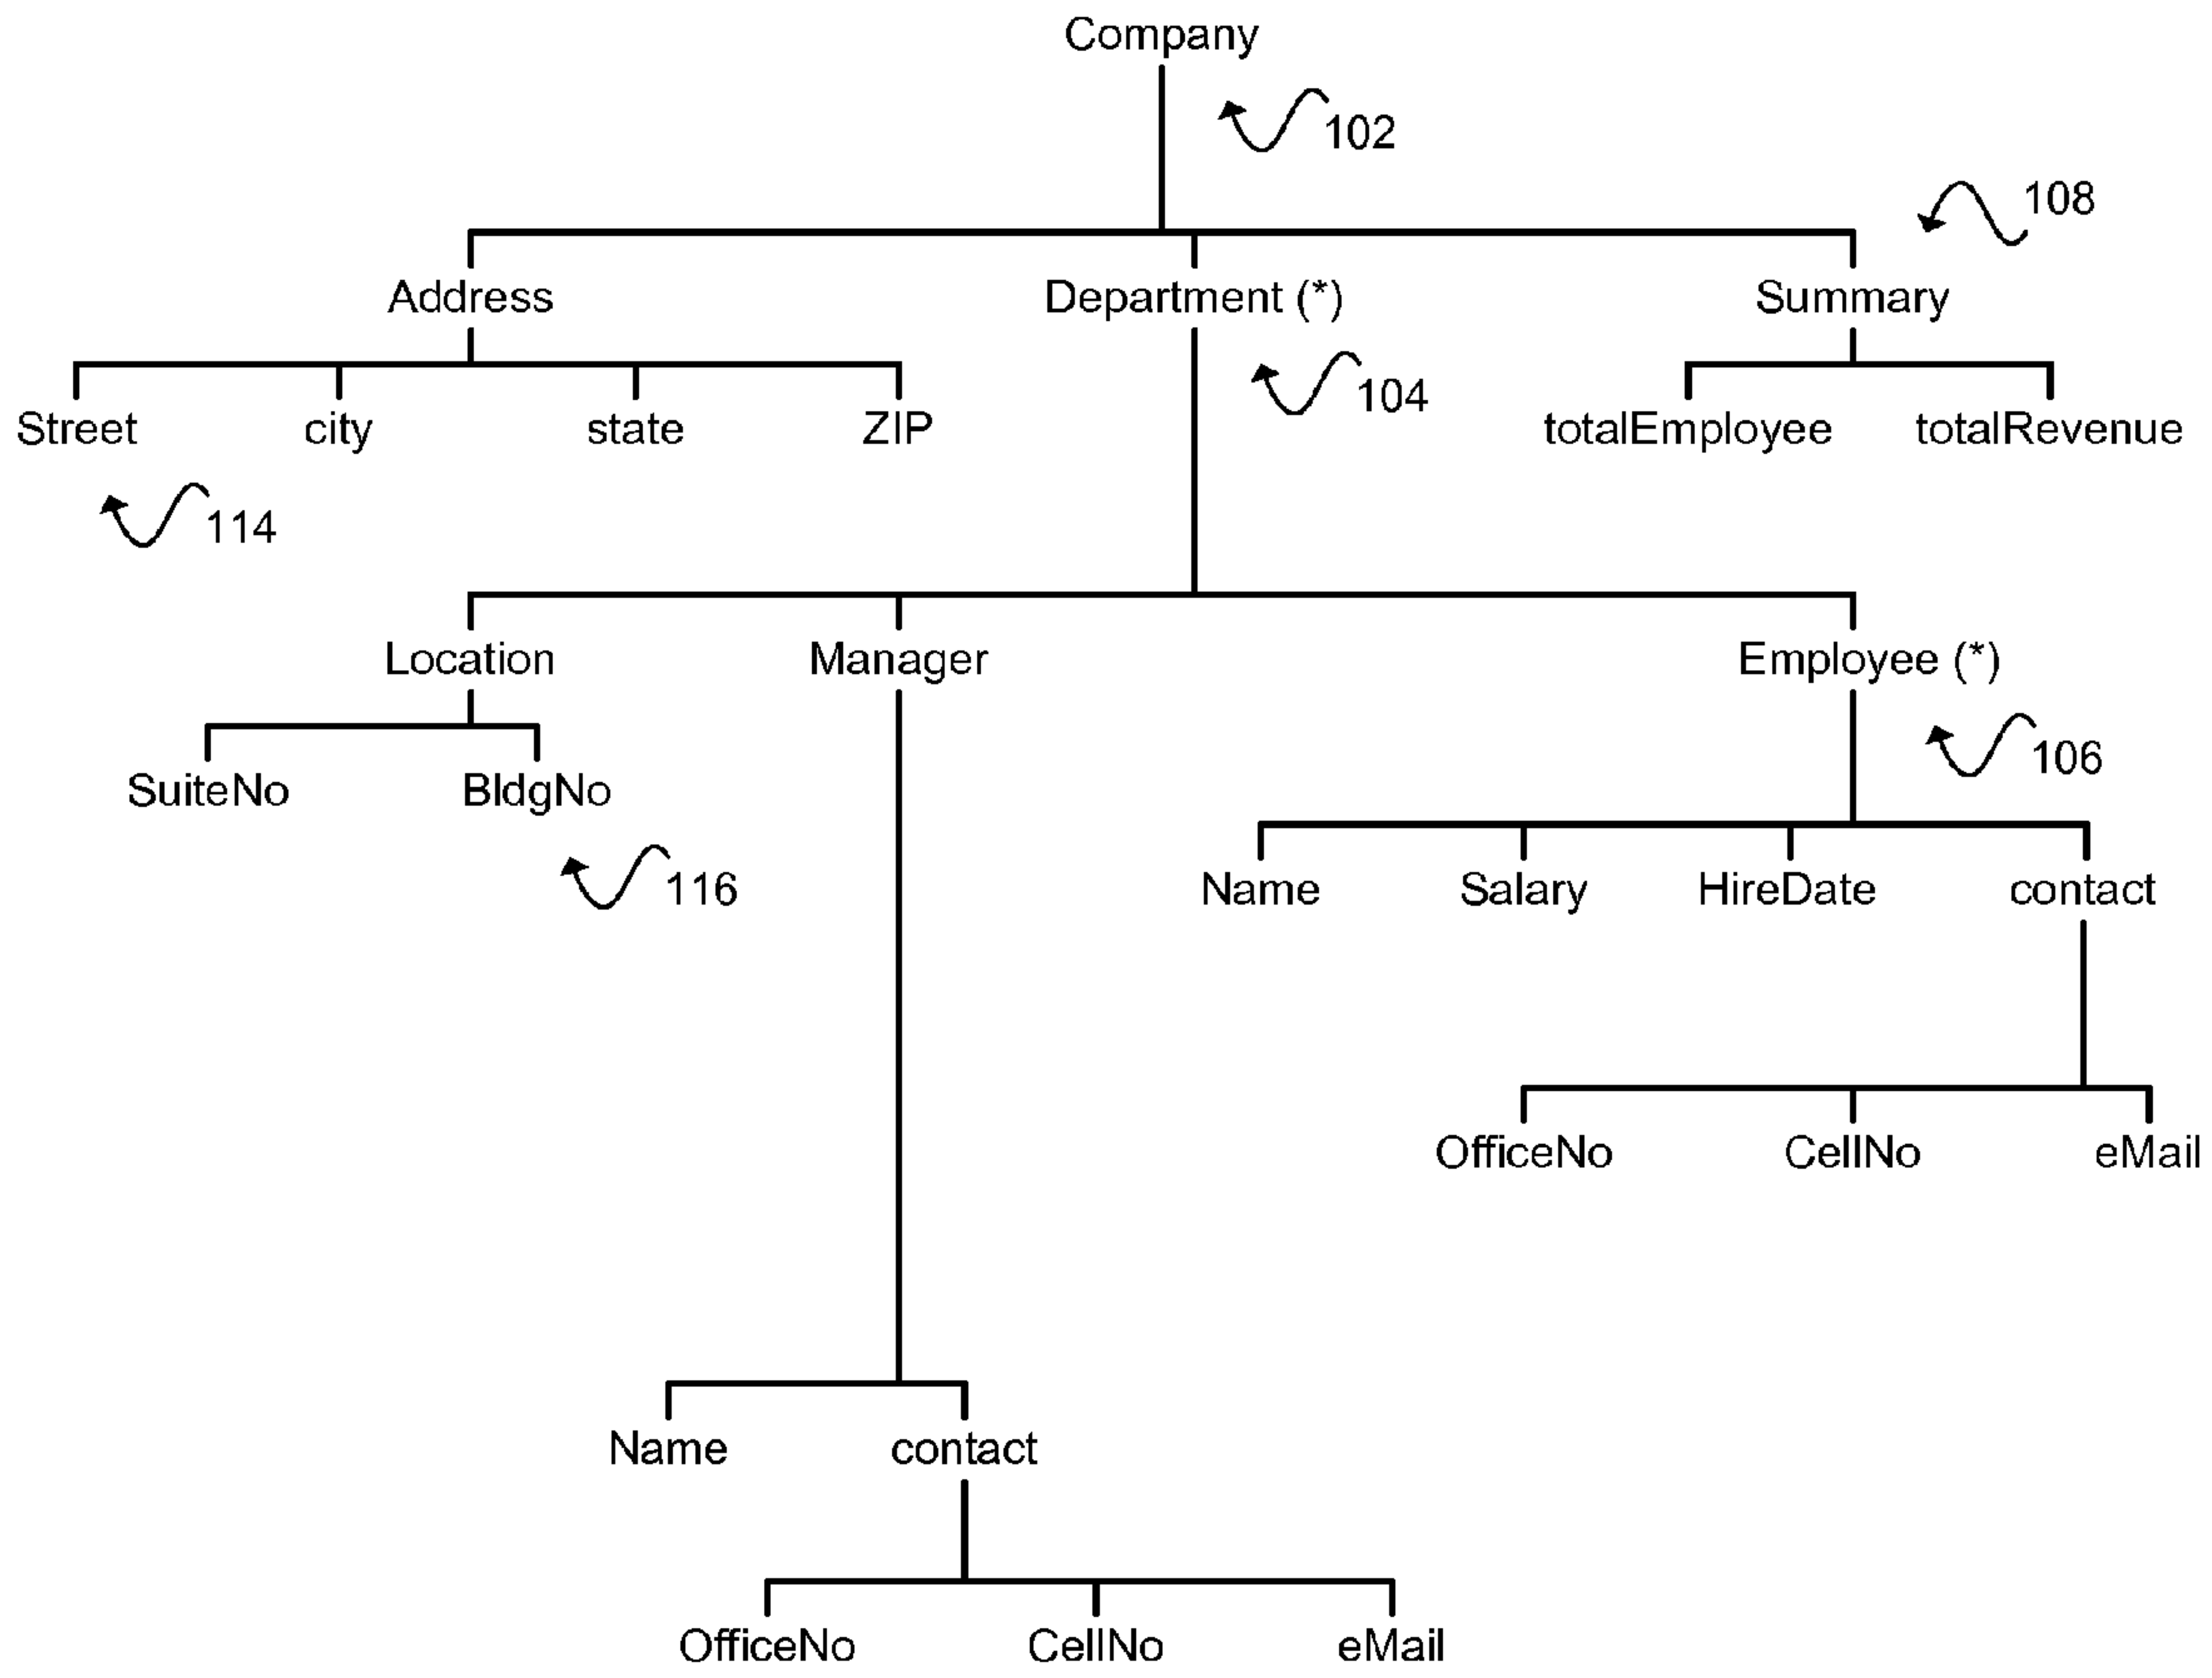 Company
102
108
Address Department (*) Summary
104
Street city state ZIP totalEmployee totalRevenue
114
Location Manager Employee (*)
106
SuiteNo BldgNo
116
Name Salary HireDate contact
OfficeNo CellNo eMail
Name contact
OfficeNo CellNo eMail